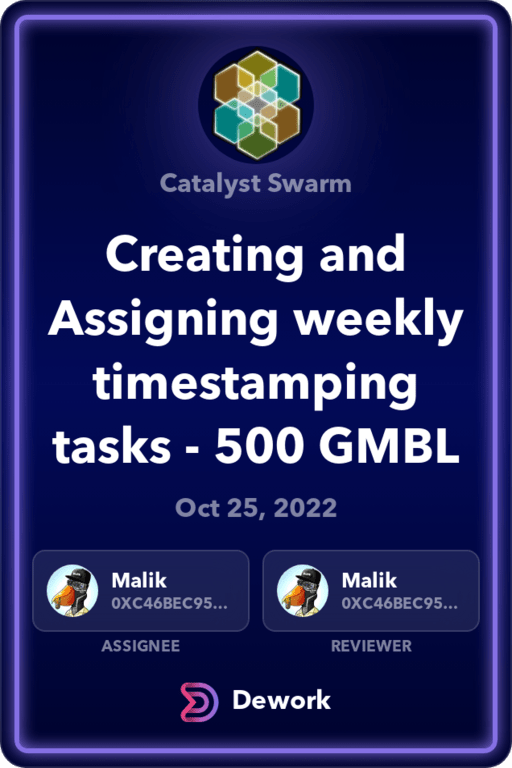 Catalyst Swarm
Creating and
Assigning weekly
timestamping
tasks - 500 GMBL
Oct 25, 2022
Malik
0XC46BEC95...
ASSIGNEE
Malik
0XC46BEC95...
REVIEWER
Dework